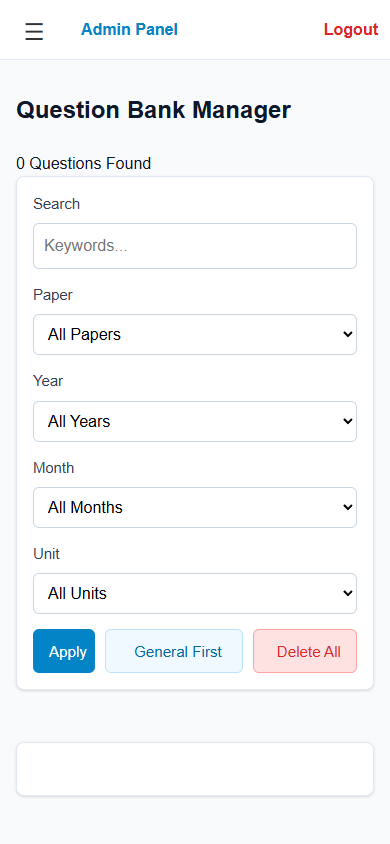 ☰ Admin Panel Logout
Question Bank Manager
0 Questions Found
Search
Keywords...
Paper
All Papers
Year
All Years
Month
All Months
Unit
All Units
Apply General First Delete All